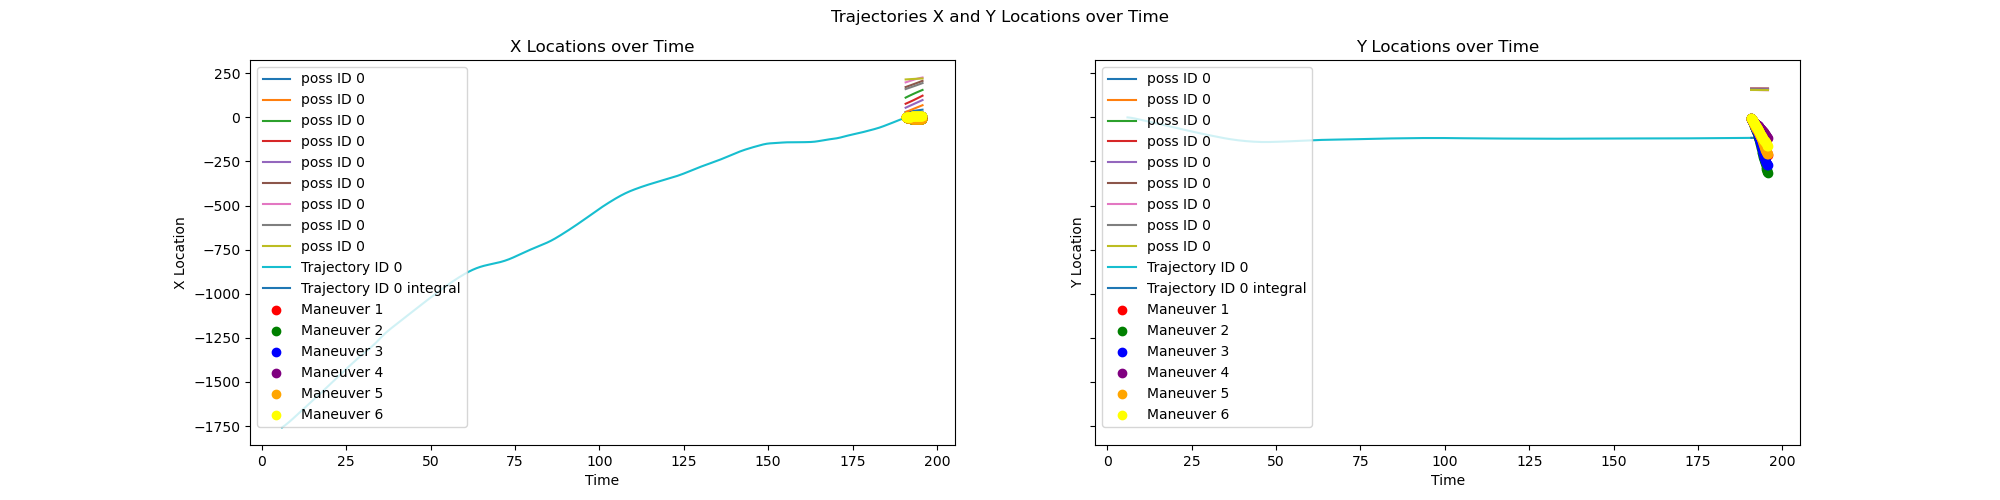 Trajectories X and Y Locations over Time
X Locations over Time
X Location
250
0
−250
−500
−750
−1000
−1250
−1500
−1750
poss ID 0
poss ID 0
poss ID 0
poss ID 0
poss ID 0
poss ID 0
poss ID 0
poss ID 0
poss ID 0
Trajectory ID 0
Trajectory ID 0 integral
Maneuver 1
Maneuver 2
Maneuver 3
Maneuver 4
Maneuver 5
Maneuver 6
0 25 50 75 100 125 150 175 200
Time
Y Locations over Time
Y Location
poss ID 0
poss ID 0
poss ID 0
poss ID 0
poss ID 0
poss ID 0
poss ID 0
poss ID 0
poss ID 0
Trajectory ID 0
Trajectory ID 0 integral
Maneuver 1
Maneuver 2
Maneuver 3
Maneuver 4
Maneuver 5
Maneuver 6
0 25 50 75 100 125 150 175 200
Time